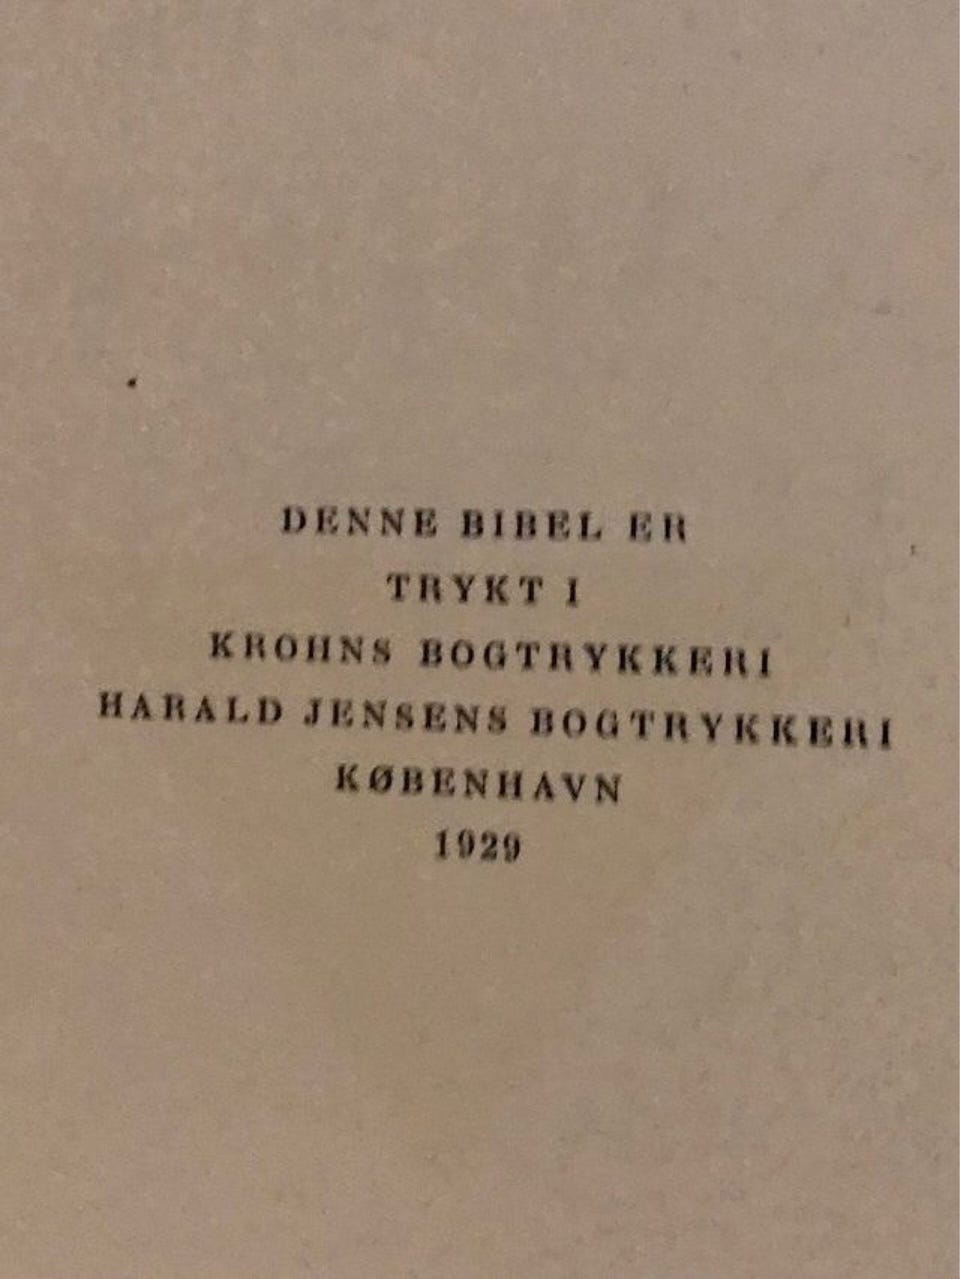 DENNE BIBEL ER
TRYKT I
KROHNS BOGTRYKKERI
HARALD JENSENS BOGTRYKKERI
KØBENHAVN
1929